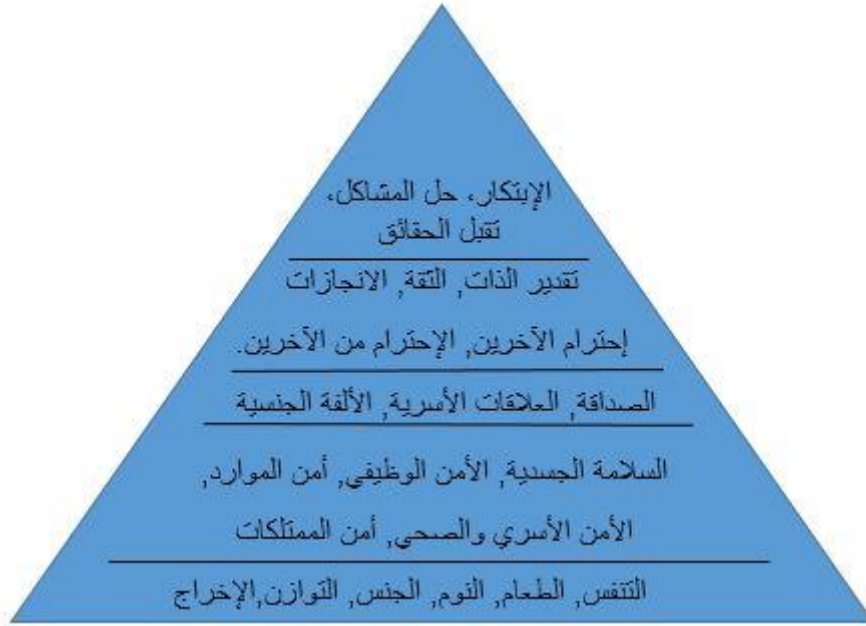 الإبتكار، حل المشاكل،
تقبل الحقائق
تقدير الذات, الثقة, الانجازات
إحترام الآخرين, الإحترام من الآخرين.
الصداقة, العلاقات الأسرية, الألفة الجنسية
السلامة الجسدية, الأمن الوظيفي, أمن الموارد,
الأمن الأسري والصحي, أمن الممتلكات
التنفس, الطعام, النوم, الجنس, التوازن,الإخراج